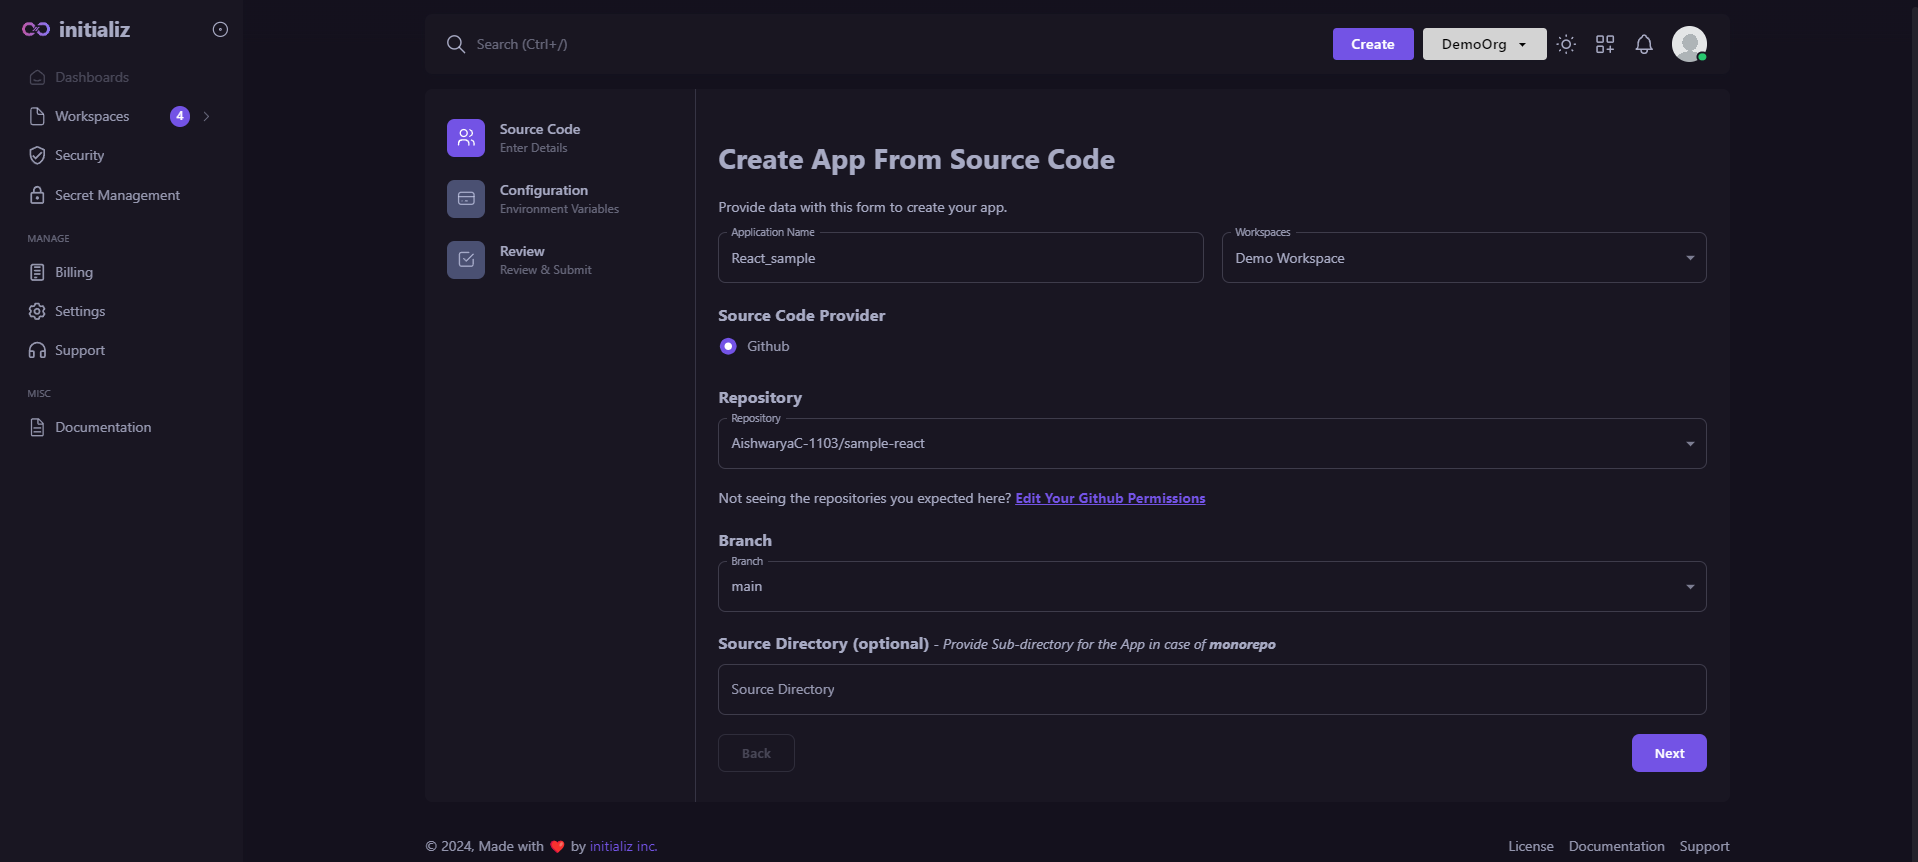 initializ
Dashboards
Workspaces 4
Security
Secret Management
MANAGE
Billing
Settings
Support
MISC
Documentation
Search (Ctrl+/)
Create
DemoOrg
Source Code
Enter Details
Configuration
Environment Variables
Review
Review & Submit
Create App From Source Code
Provide data with this form to create your app.
Application Name
React_sample
Workspaces
Demo Workspace
Source Code Provider
Github
Repository
Repository
AishwaryaC-1103/sample-react
Not seeing the repositories you expected here? Edit Your Github Permissions
Branch
Branch
main
Source Directory (optional) - Provide Sub-directory for the App in case of monorepo
Source Directory
Back
Next
© 2024, Made with ❤️ by initializ inc.
License Documentation Support